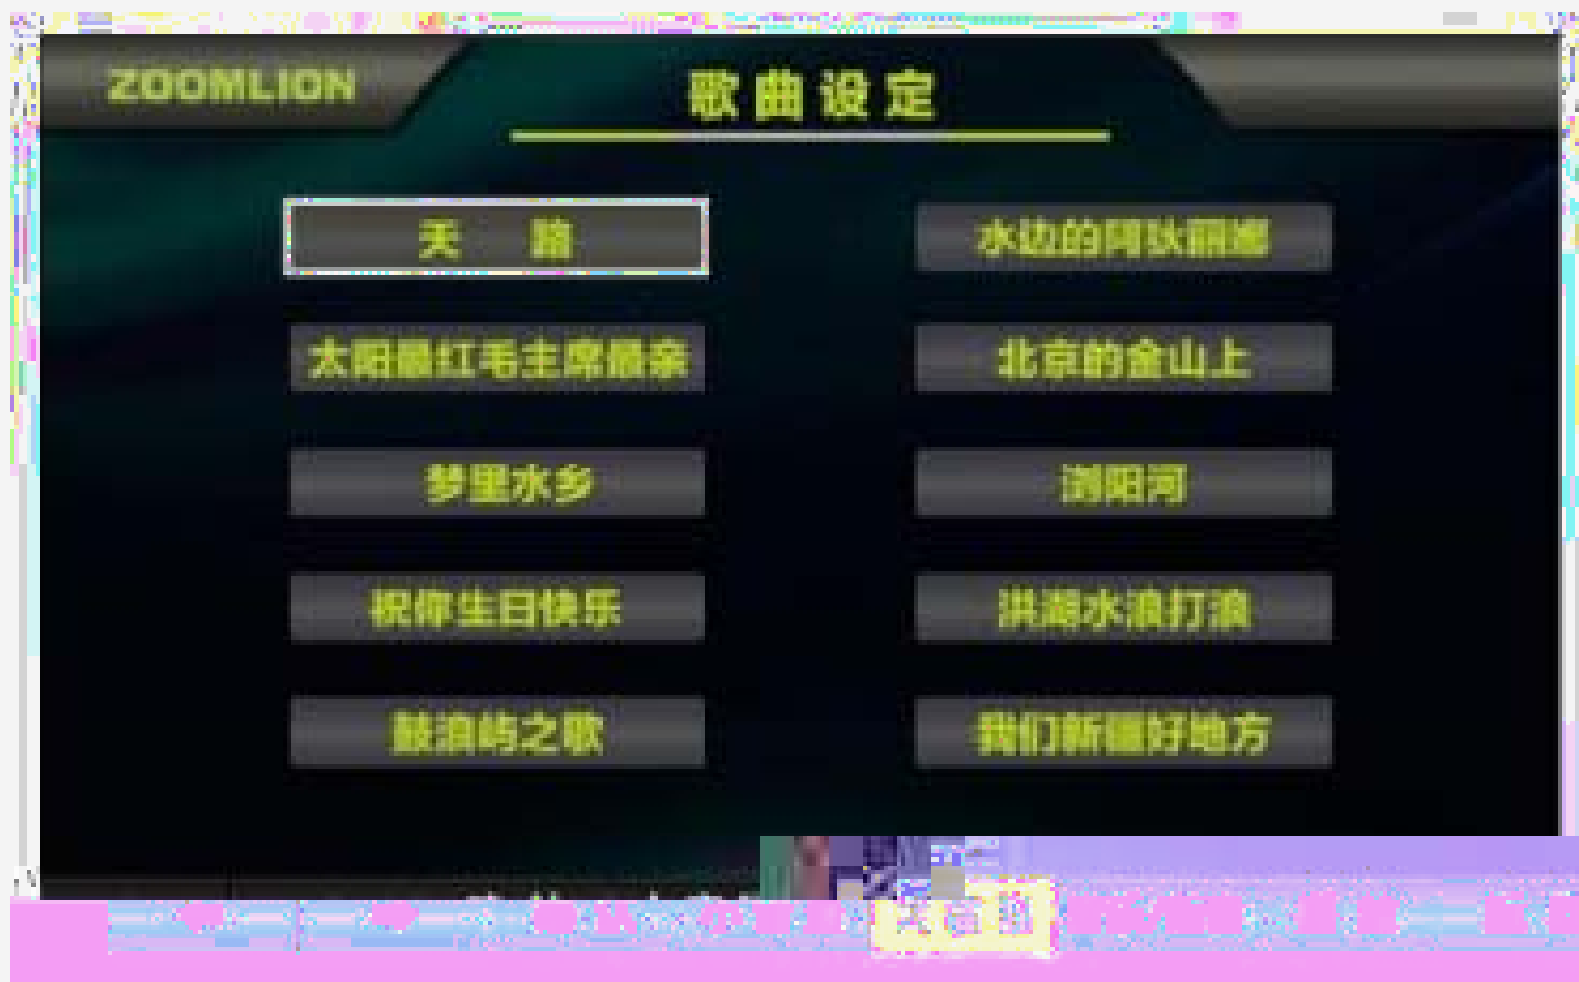 ZOOMLION
歌曲设定
天 路
水边的阿狄丽娜
太阳最红毛主席最亲
北京的金山上
梦里水乡
浏阳河
祝你生日快乐
洪湖水浪打浪
鼓浪屿之歌
我们新疆好地方